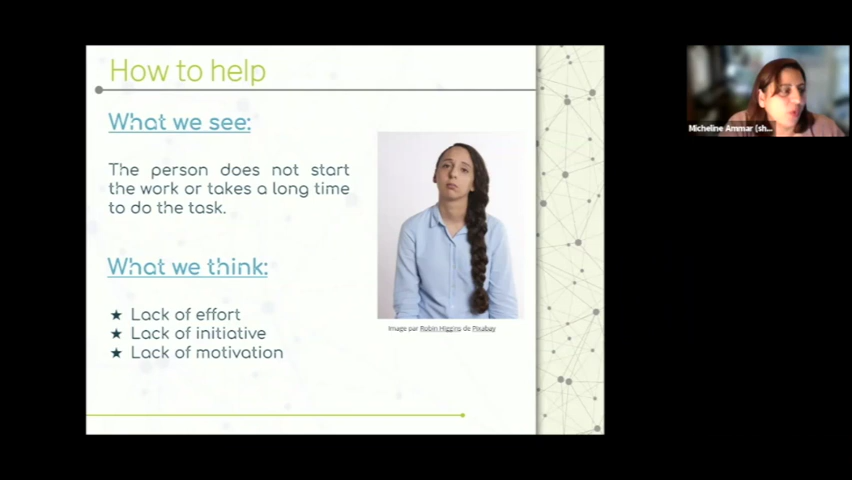 How to help
What we see:
The person does not start
the work or takes a long time
to do the task.
What we think:
★ Lack of effort
★ Lack of initiative
★ Lack of motivation
Image par Robin Higgins de Pixabay
Micheline Ammar (sh...